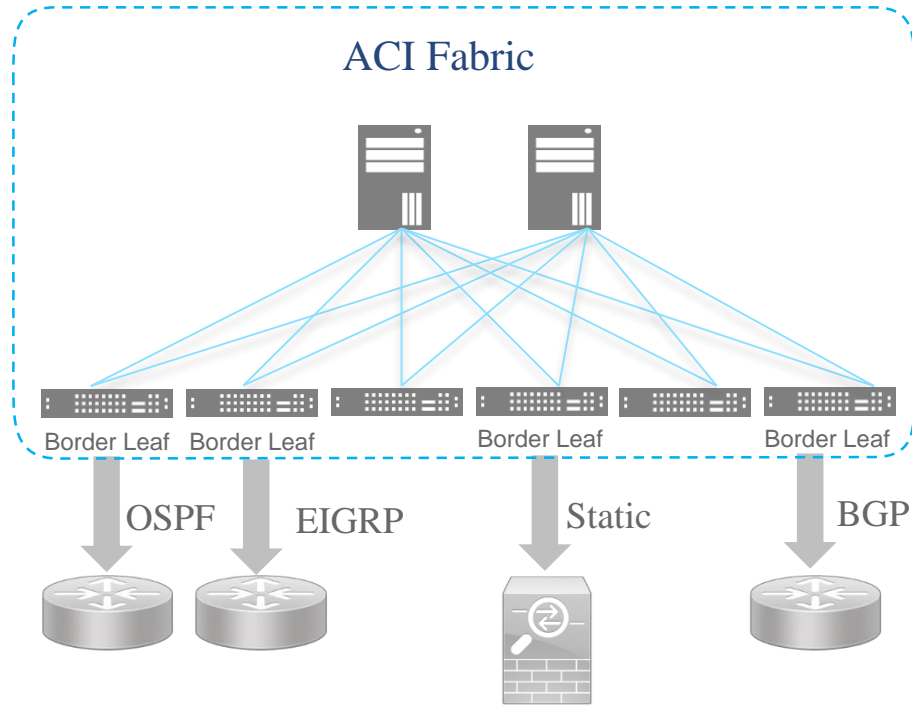 ACI Fabric
Border Leaf
Border Leaf
Border Leaf
Border Leaf
OSPF
EIGRP
Static
BGP